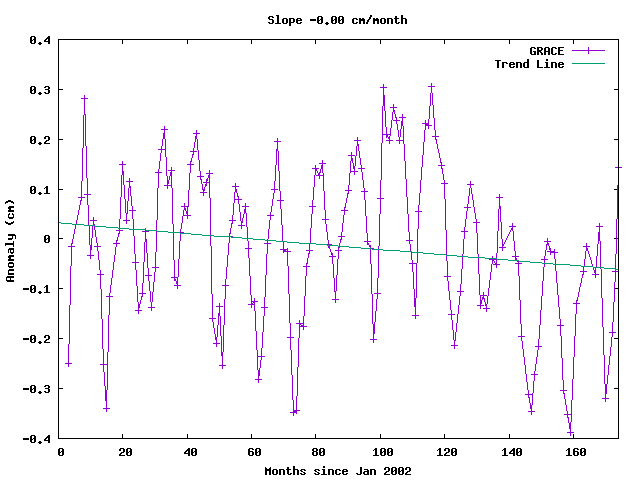 Slope -0.00 cm/month
0.4
GRACE
Trend Line
0.3
0.2
0.1
0
-0.1
-0.2
-0.3
-0.4
Anomaly (cm)
0 20 40 60 80 100 120 140 160
Months since Jan 2002